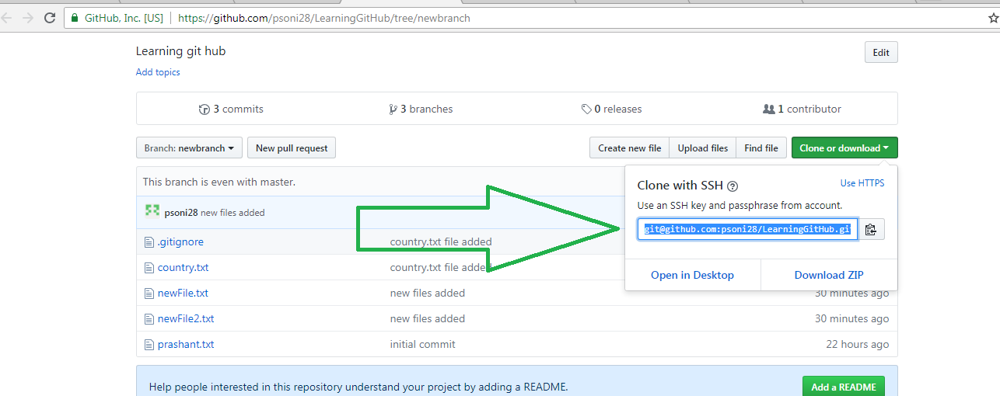 GitHub, Inc. [US] https://github.com/psoni28/LearningGitHub/tree/newbranch
Learning git hub Edit
Add topics
3 commits 3 branches 0 releases 1 contributor
Branch: newbranch New pull request Create new file Upload files Find file Clone or download
This branch is even with master.
Clone with SSH Use HTTPS
psoni28 new files added
Use an SSH key and passphrase from account.
git@github.com:psoni28/LearningGitHub.gi
.gitignore country.txt file added
country.txt country.txt file added
Open in Desktop Download ZIP
newFile.txt new files added 30 minutes ago
newFile2.txt new files added 30 minutes ago
prashant.txt initial commit 22 hours ago
Help people interested in this repository understand your project by adding a README. Add a README